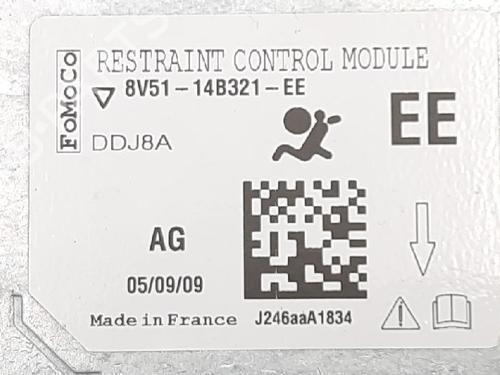 FoMoCo
RESTRAINT CONTROL MODULE
8V51-14B321-EE
DDJ8A
EE
AG
05/09/09
Made in France
J246aaA1834